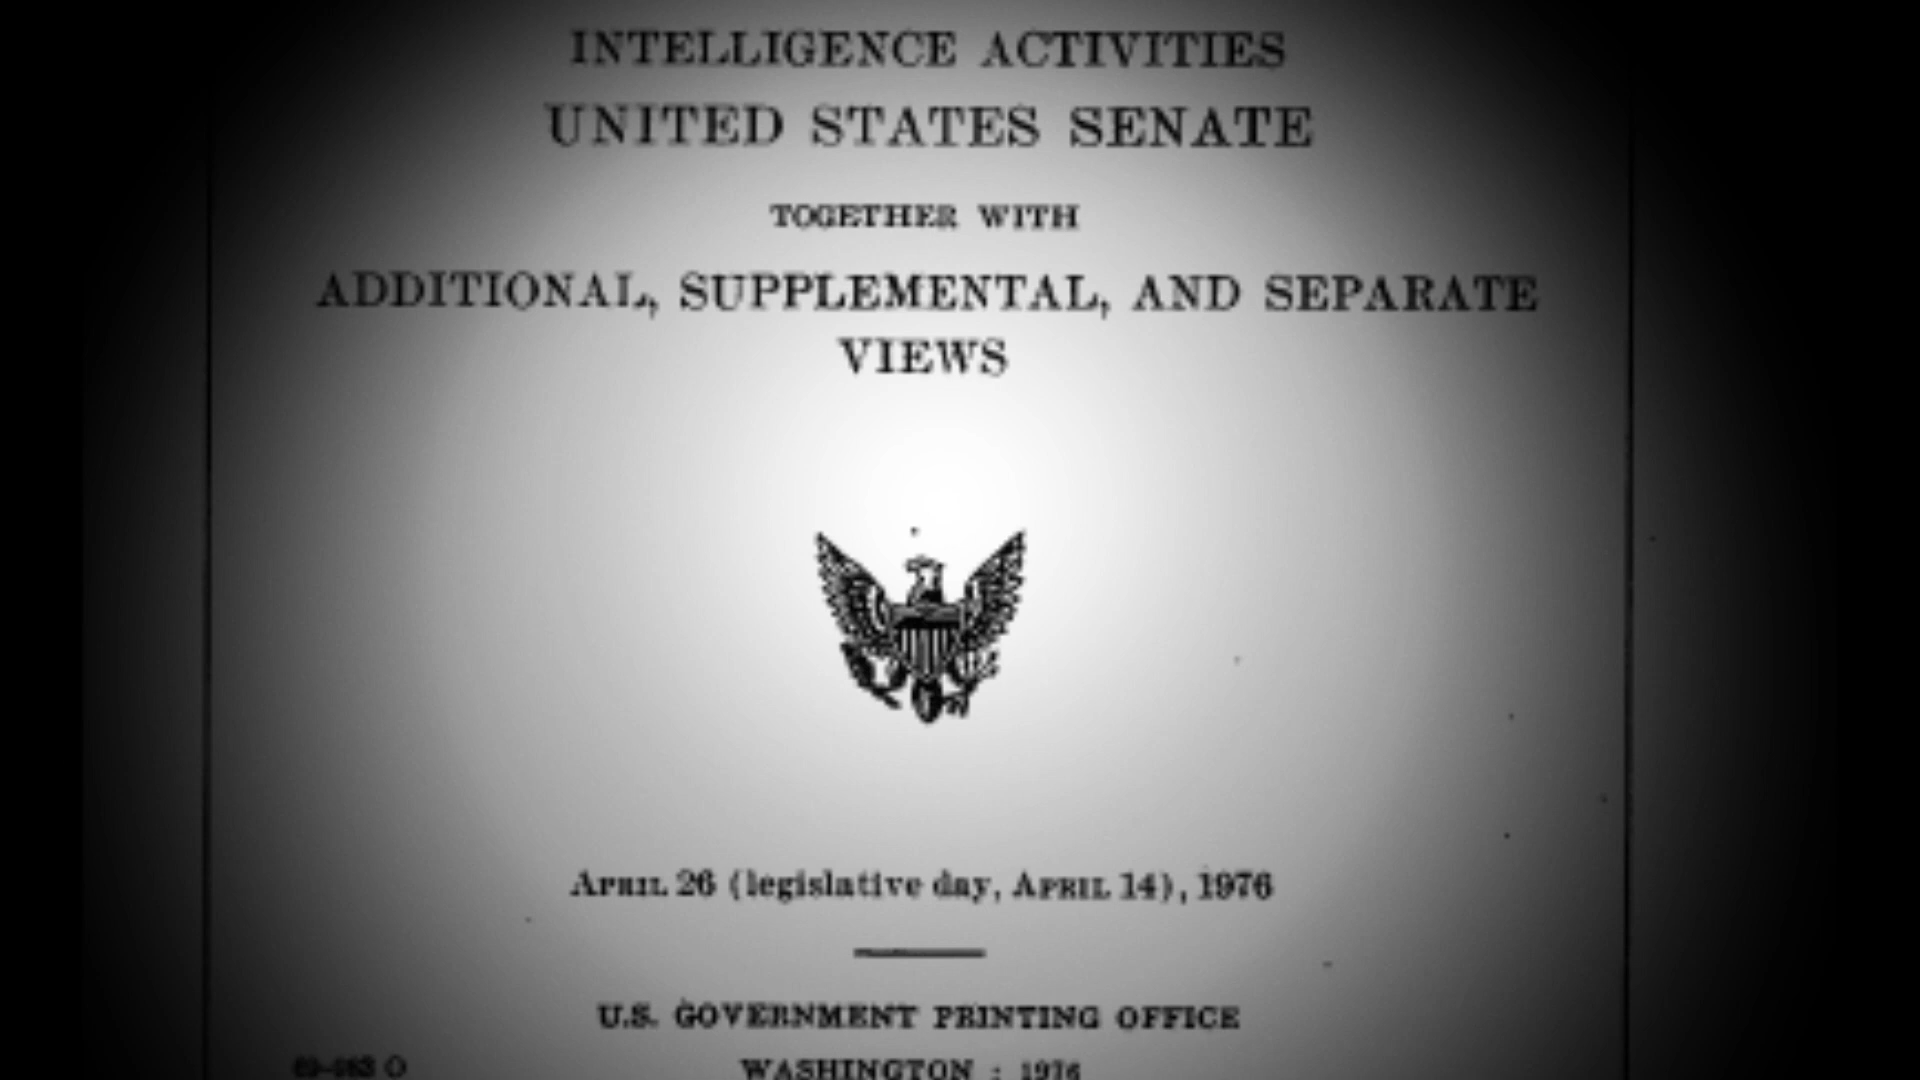 INTELLIGENCE ACTIVITIES
UNITED STATES SENATE
TOGETHER WITH
ADDITIONAL, SUPPLEMENTAL, AND SEPARATE
VIEWS
APRIL 26 (legislative day, APRIL 14), 1976
U.S. GOVERNMENT PRINTING OFFICE
WASHINGTON : 1976